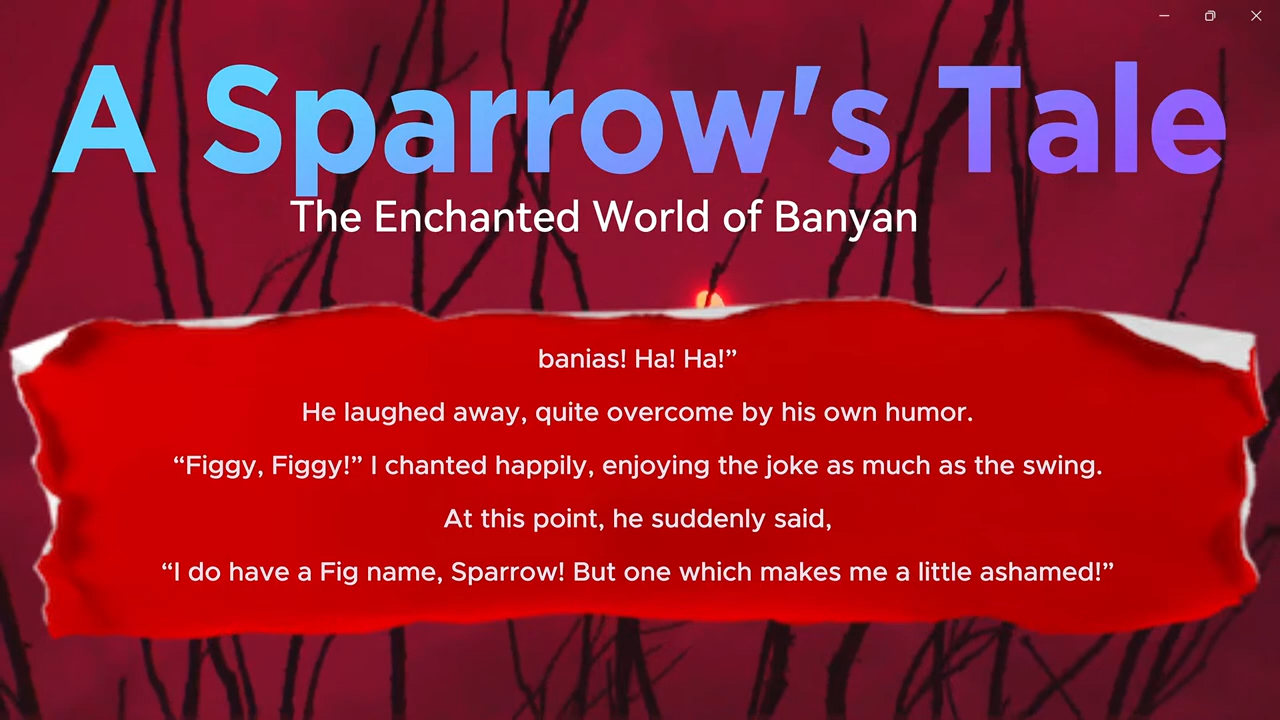 A Sparrow's Tale
The Enchanted World of Banyan
banias! Ha! Ha!”
He laughed away, quite overcome by his own humor.
“Figgy, Figgy!” I chanted happily, enjoying the joke as much as the swing.
At this point, he suddenly said,
“I do have a Fig name, Sparrow! But one which makes me a little ashamed!”